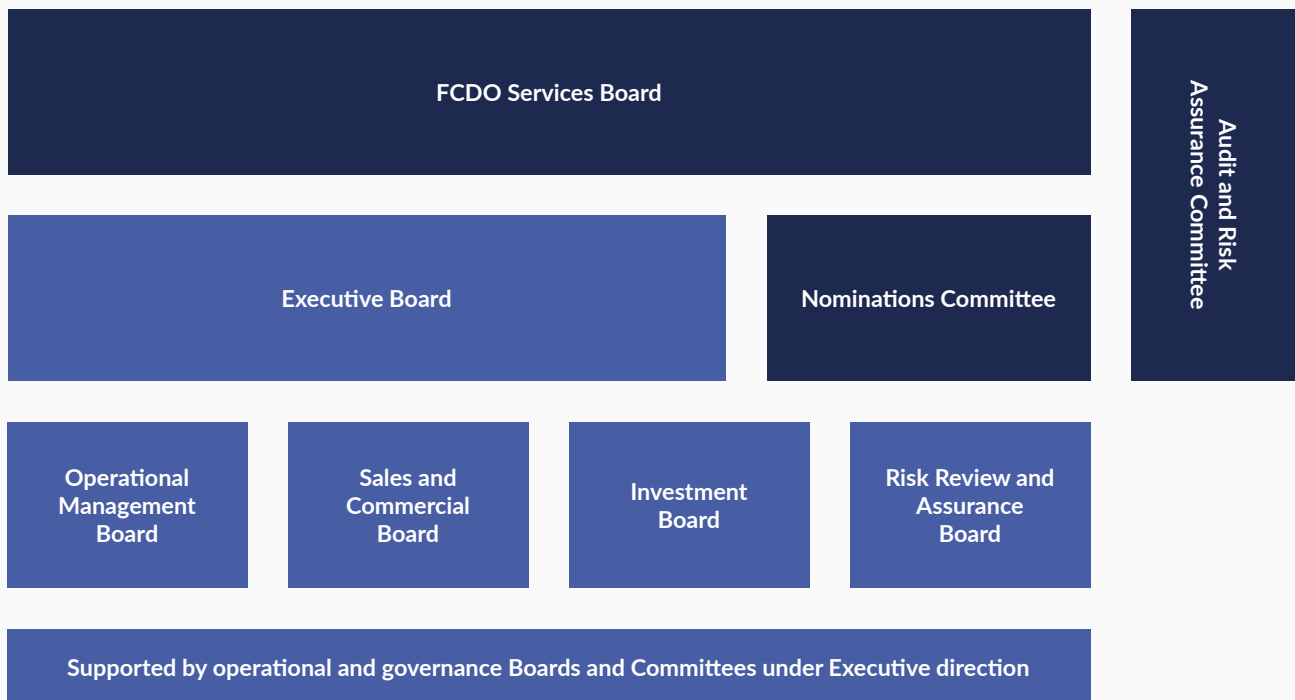 FCDO Services Board
Audit and Risk
Assurance Committee
Executive Board
Nominations Committee
Operational
Management
Board
Sales and
Commercial
Board
Investment
Board
Risk Review and
Assurance
Board
Supported by operational and governance Boards and Committees under Executive direction